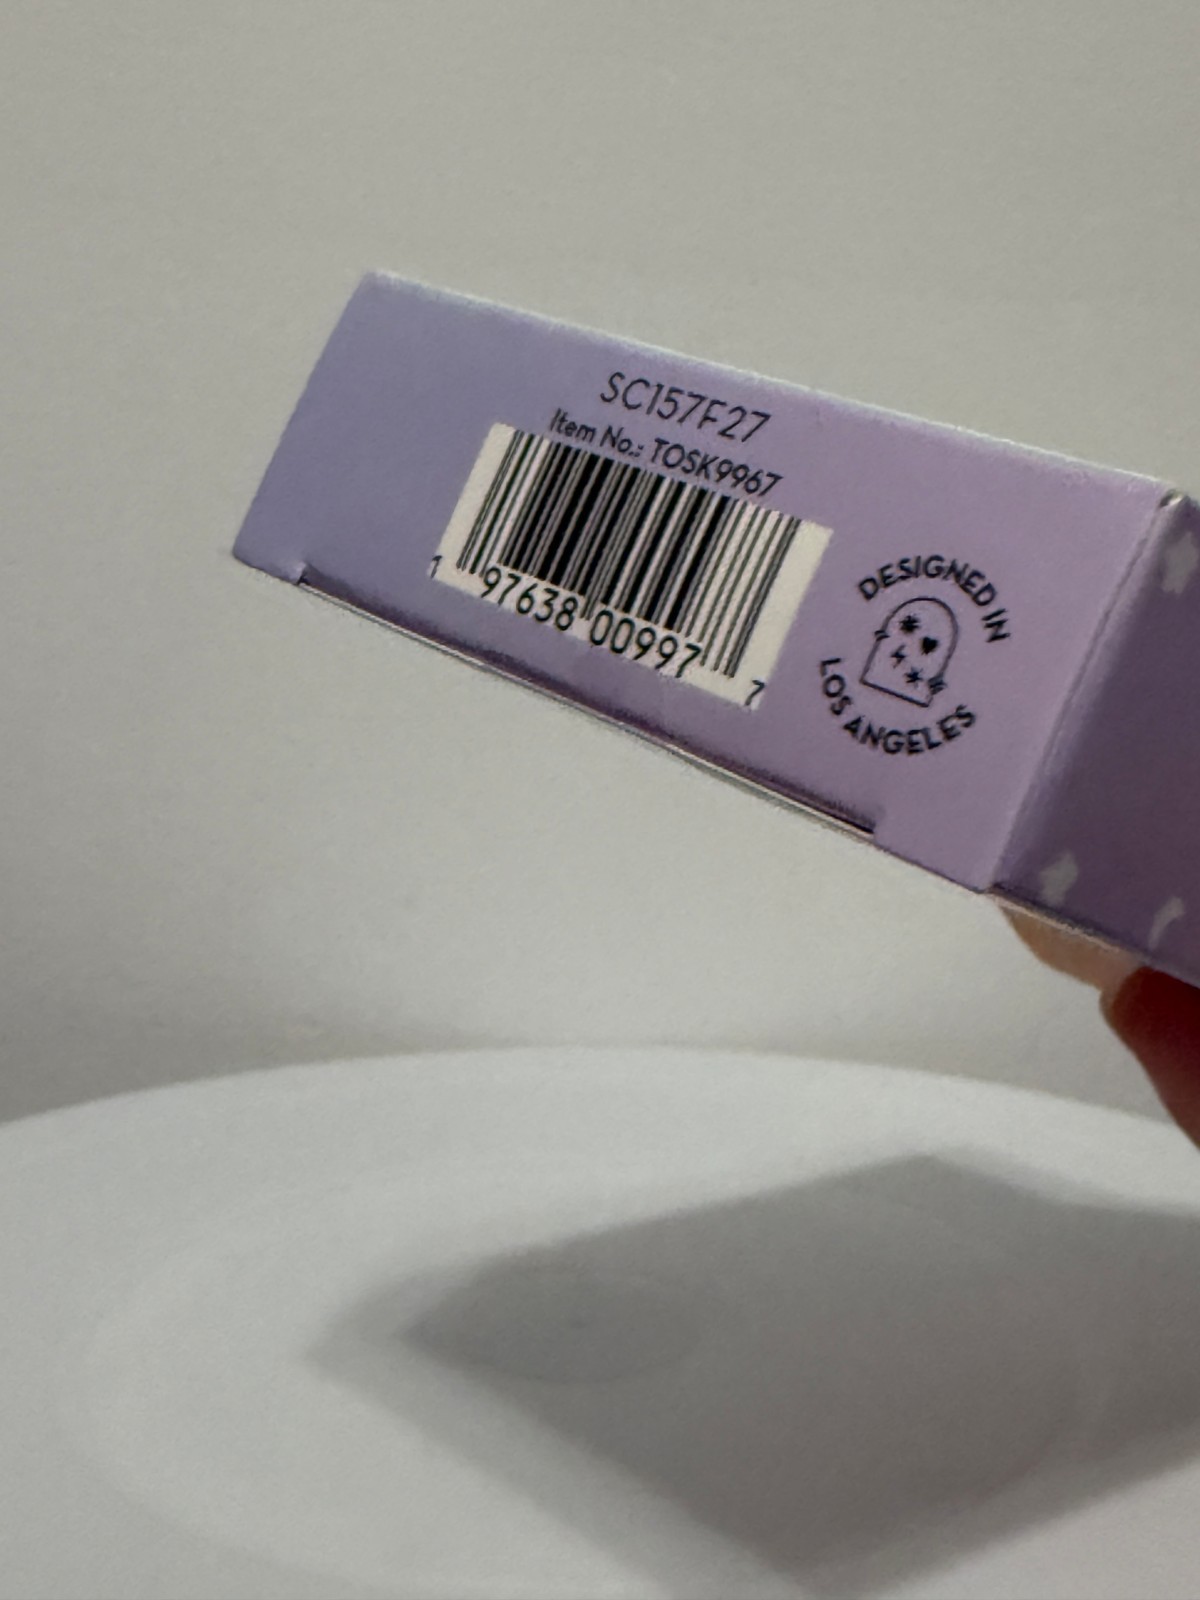 SC157F27
Item No.: TOSK9967
1 97638 00997 7
DESIGNED IN
LOS ANGELES